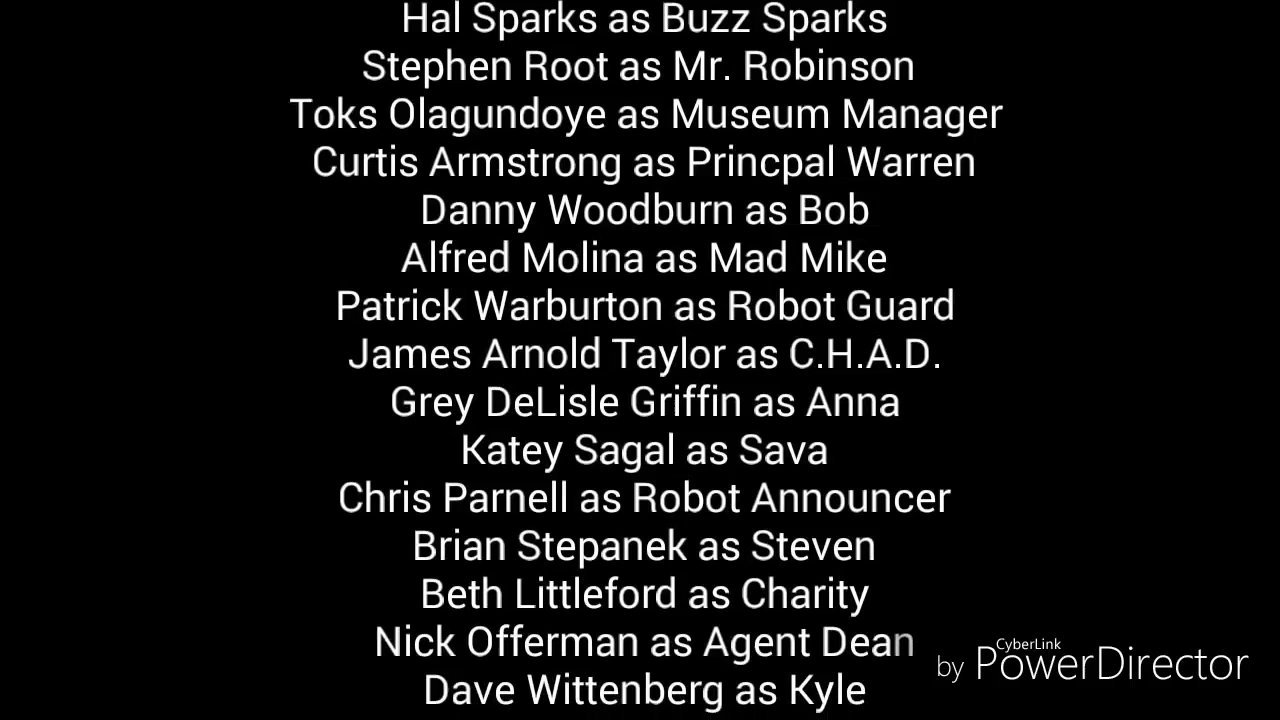 Hal Sparks as Buzz Sparks
Stephen Root as Mr. Robinson
Toks Olagundoye as Museum Manager
Curtis Armstrong as Princpal Warren
Danny Woodburn as Bob
Alfred Molina as Mad Mike
Patrick Warburton as Robot Guard
James Arnold Taylor as C.H.A.D.
Grey DeLisle Griffin as Anna
Katey Sagal as Sava
Chris Parnell as Robot Announcer
Brian Stepanek as Steven
Beth Littleford as Charity
Nick Offerman as Agent Dean
Dave Wittenberg as Kyle
CyberLink
by PowerDirector